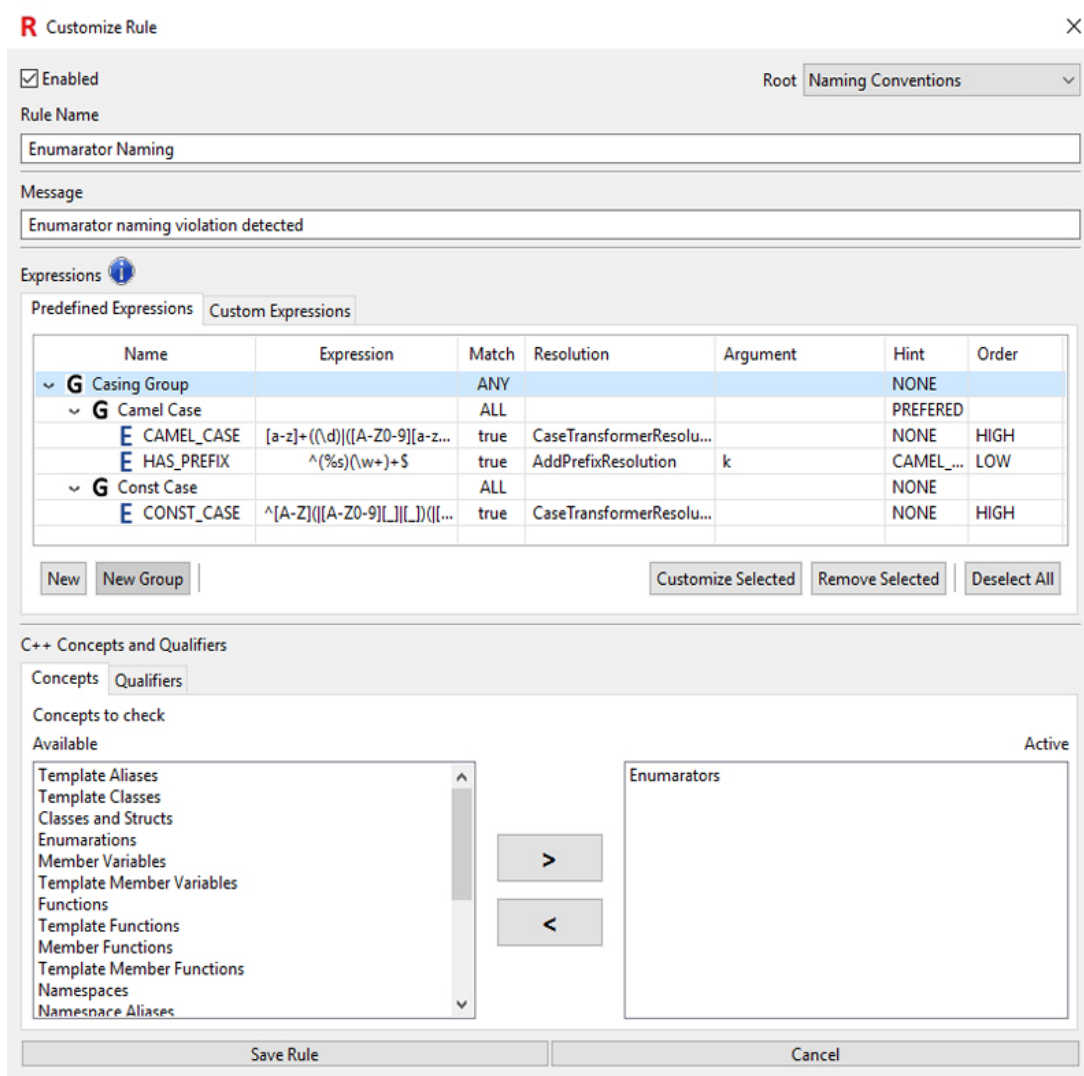 R Customize Rule
Enabled
Root Naming Conventions
Rule Name
Enumarator Naming
Message
Enumarator naming violation detected
Expressions i
Predefined Expressions Custom Expressions
Name Expression Match Resolution Argument Hint Order
G Casing Group ANY NONE
G Camel Case ALL PREFERED
E CAMEL_CASE [a-z]+((\d)|([A-Z0-9][a-z... true CaseTransformerResolu... NONE HIGH
E HAS_PREFIX ^(%s)(\w+)+$ true AddPrefixResolution k CAMEL_... LOW
G Const Case ALL NONE
E CONST_CASE ^[A-Z](|[A-Z0-9][_]|[_])(|[... true CaseTransformerResolu... NONE HIGH
New New Group Customize Selected Remove Selected Deselect All
C++ Concepts and Qualifiers
Concepts Qualifiers
Concepts to check
Available Active
Template Aliases
Template Classes
Classes and Structs
Enumarations
Member Variables
Template Member Variables
Functions
Template Functions
Member Functions
Template Member Functions
Namespaces
Namespace Aliases
>
<
Enumarators
Save Rule Cancel